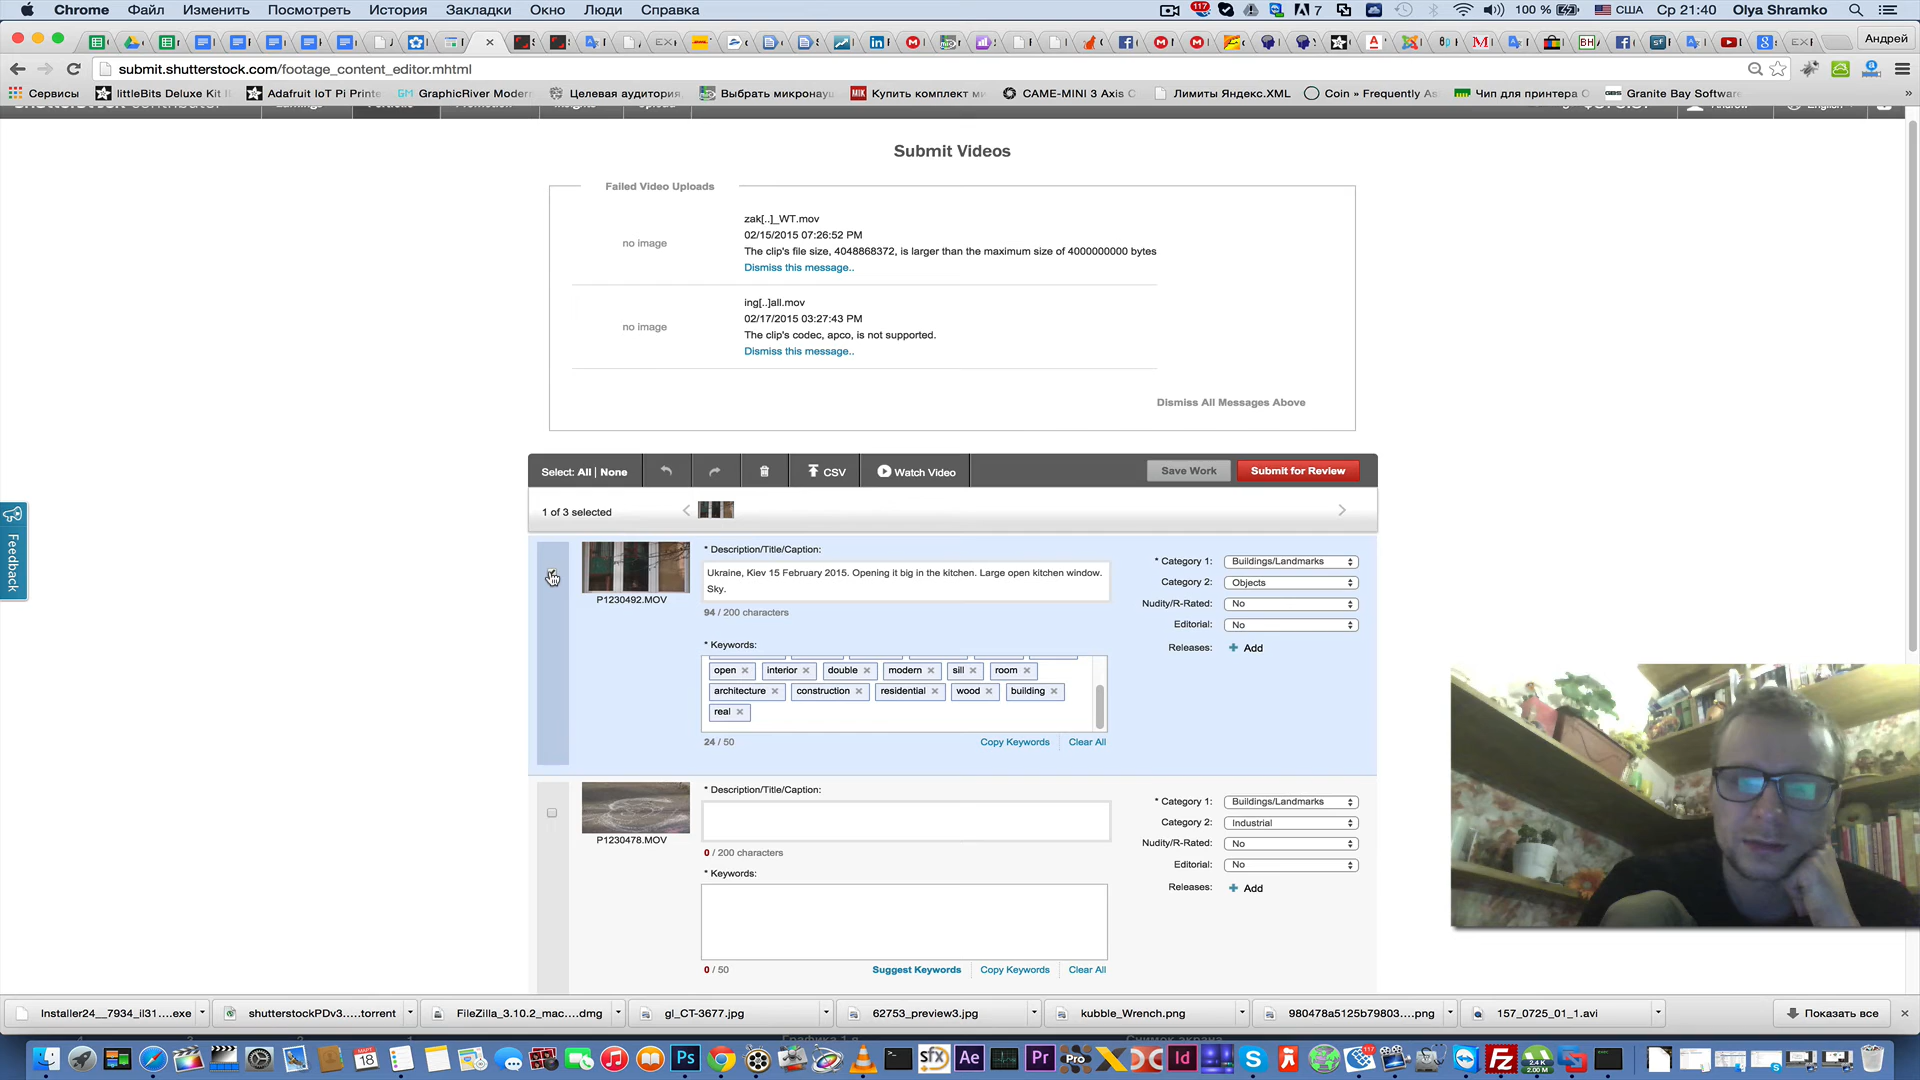 Chrome Файл Изменить Посмотреть История Закладки Окно Люди Справка
117 7 100 % США Ср 21:40 Olya Shramko
Андрей
submit.shutterstock.com/footage_content_editor.mhtml
Сервисы littleBits Deluxe Kit Adafruit IoT Pi Printe GraphicRiver Modern Целевая аудитория Выбрать микронау Купить комплект ми CAME-MINI 3 Axis C Лимиты Яндекс.XML Coin » Frequently As Чип для принтера Granite Bay Software
Submit Videos
Failed Video Uploads
zak[..]_WT.mov
no image
02/15/2015 07:26:52 PM
The clip's file size, 4048868372, is larger than the maximum size of 4000000000 bytes
Dismiss this message..
ing[..]all.mov
no image
02/17/2015 03:27:43 PM
The clip's codec, apco, is not supported.
Dismiss this message..
Dismiss All Messages Above
Select: All | None CSV Watch Video Save Work Submit for Review
1 of 3 selected
Feedback
P1230492.MOV
* Description/Title/Caption:
Ukraine, Kiev 15 February 2015. Opening it big in the kitchen. Large open kitchen window.
Sky.
94 / 200 characters
* Keywords:
open interior double modern sill room
architecture construction residential wood building
real
24 / 50 Copy Keywords Clear All
* Category 1: Buildings/Landmarks
Category 2: Objects
Nudity/R-Rated: No
Editorial: No
Releases: Add
P1230478.MOV
* Description/Title/Caption:
0 / 200 characters
* Keywords:
0 / 50 Suggest Keywords Copy Keywords Clear All
* Category 1: Buildings/Landmarks
Category 2: Industrial
Nudity/R-Rated: No
Editorial: No
Releases: Add
Installer24__7934_il31....exe shutterstockPDv3.....torrent FileZilla_3.10.2_mac....dmg gl_CT-3677.jpg 62753_preview3.jpg kubble_Wrench.png 980478a5125b79803....png 157_0725_01_1.avi Показать все